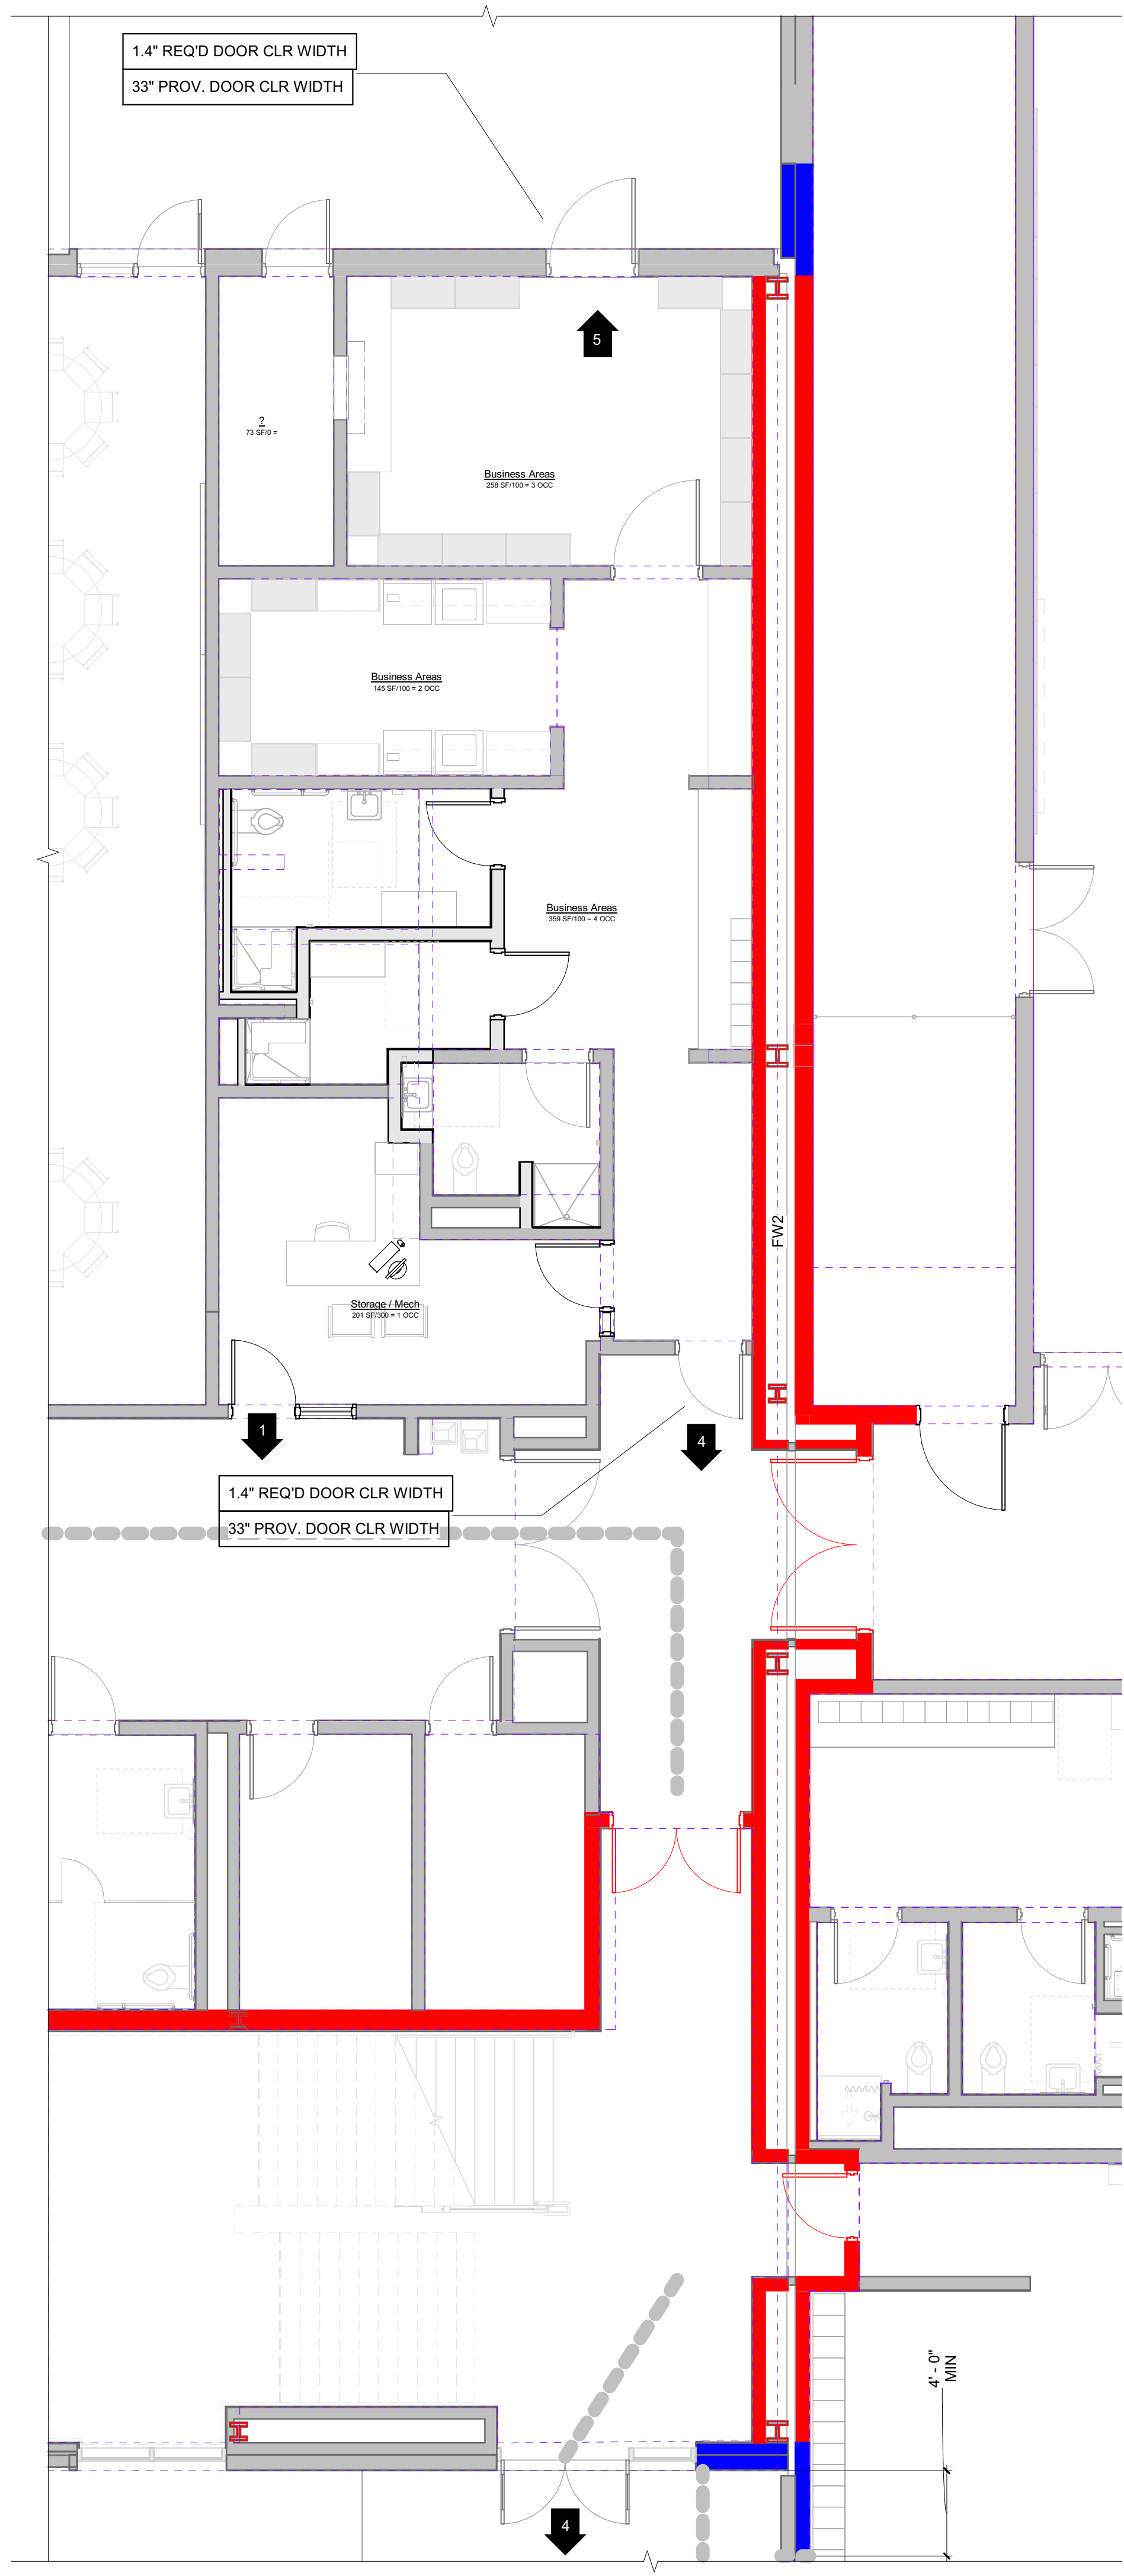 1.4" REQ'D DOOR CLR WIDTH
33" PROV. DOOR CLR WIDTH
5
?
73 SF/0 =
Business Areas
258 SF/100 = 3 OCC
Business Areas
145 SF/100 = 2 OCC
Business Areas
359 SF/100 = 4 OCC
FW2
Storage / Mech
201 SF/300 = 1 OCC
1
4
1.4" REQ'D DOOR CLR WIDTH
33" PROV. DOOR CLR WIDTH
4' - 0"
MIN
4